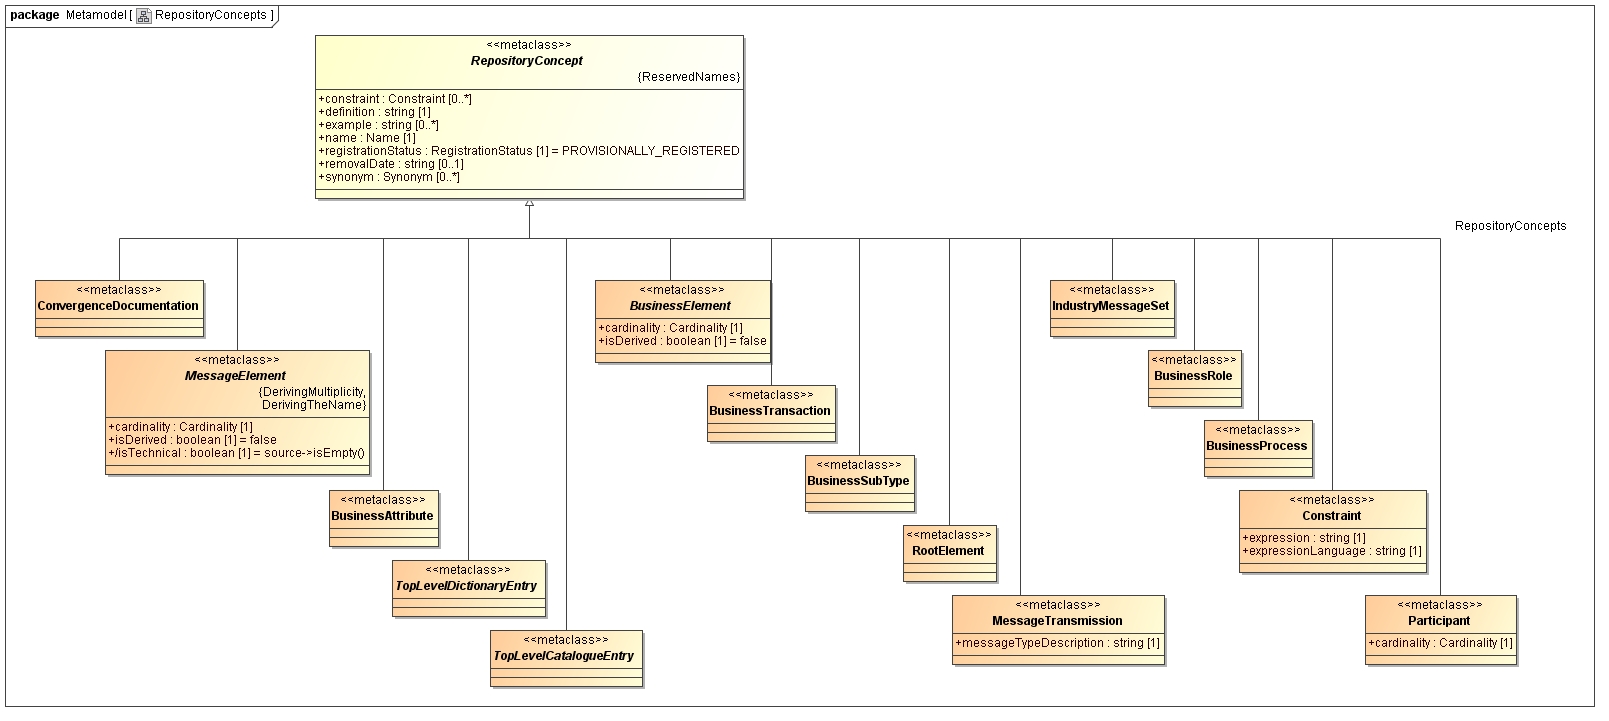 package Metamodel [ RepositoryConcepts ]
<<metaclass>>
RepositoryConcept
{ReservedNames}
+constraint : Constraint [0..*]
+definition : string [1]
+example : string [0..*]
+name : Name [1]
+registrationStatus : RegistrationStatus [1] = PROVISIONALLY_REGISTERED
+removalDate : string [0..1]
+synonym : Synonym [0..*]
RepositoryConcepts
<<metaclass>>
ConvergenceDocumentation
<<metaclass>>
MessageElement
{DerivingMultiplicity,
DerivingTheName}
+cardinality : Cardinality [1]
+isDerived : boolean [1] = false
+/isTechnical : boolean [1] = source->isEmpty()
<<metaclass>>
BusinessAttribute
<<metaclass>>
TopLevelDictionaryEntry
<<metaclass>>
TopLevelCatalogueEntry
<<metaclass>>
BusinessElement
+cardinality : Cardinality [1]
+isDerived : boolean [1] = false
<<metaclass>>
BusinessTransaction
<<metaclass>>
BusinessSubType
<<metaclass>>
RootElement
<<metaclass>>
MessageTransmission
+messageTypeDescription : string [1]
<<metaclass>>
IndustryMessageSet
<<metaclass>>
BusinessRole
<<metaclass>>
BusinessProcess
<<metaclass>>
Constraint
+expression : string [1]
+expressionLanguage : string [1]
<<metaclass>>
Participant
+cardinality : Cardinality [1]